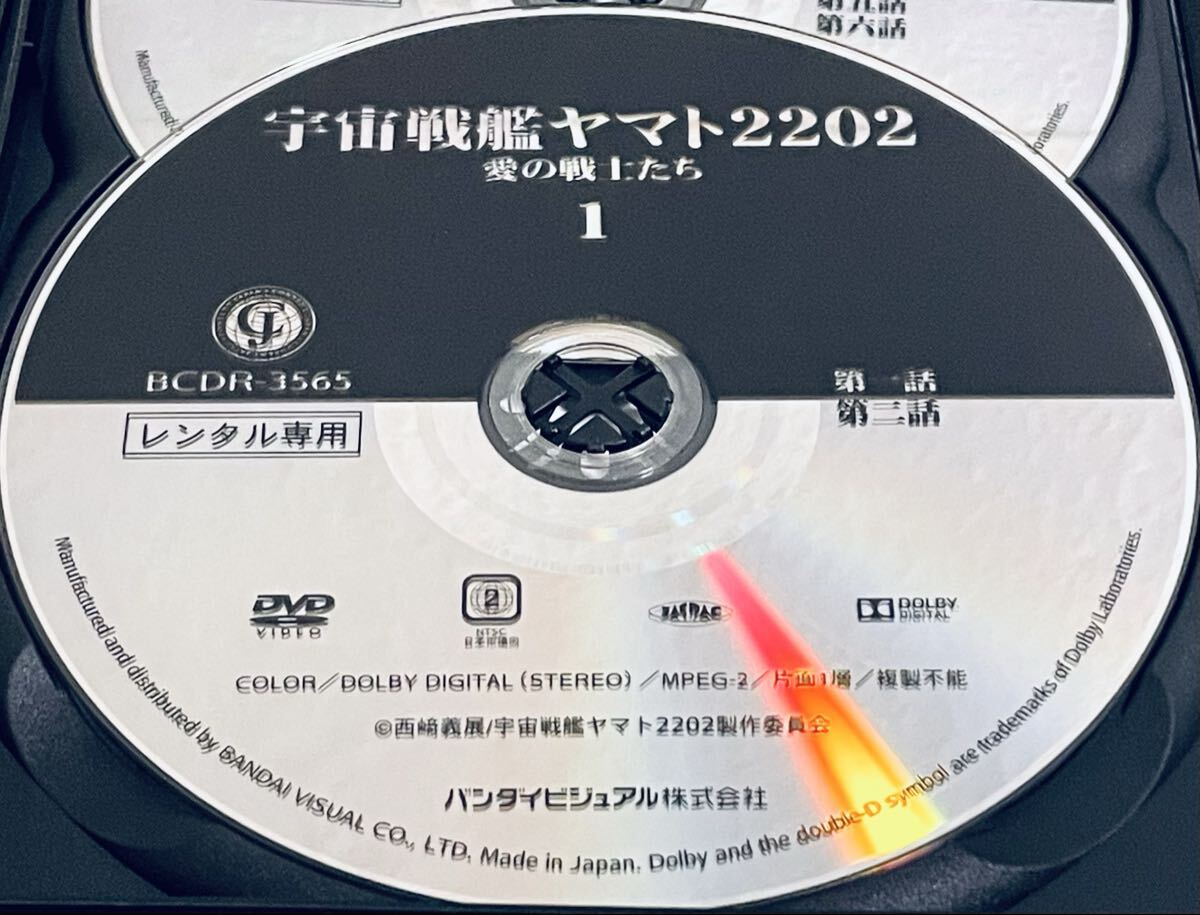 第六話
宇宙戦艦ヤマト2202
愛の戦士たち
1
BCDR-3565
レンタル専用
第一話
第三話
DVD
VIDEO
2
NTSC
日本市場向
JASRAC
DOLBY
DIGITAL
COLOR/DOLBY DIGITAL (STEREO)/MPEG-2/片面1層/複製不能
©西﨑義展/宇宙戦艦ヤマト2202製作委員会
バンダイビジュアル株式会社
Manufactured and distributed by BANDAI VISUAL CO., LTD. Made in Japan. Dolby and the double-D symbol are trademarks of Dolby Laboratories.